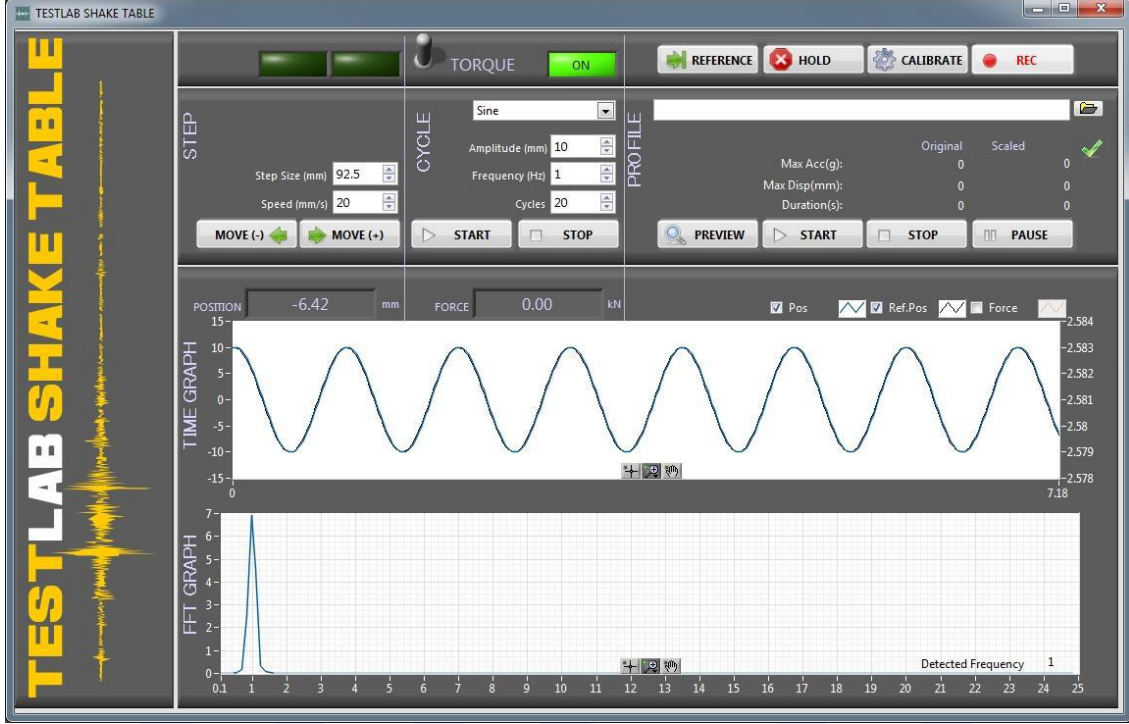 TESTLAB SHAKE TABLE
TESTLAB SHAKE TABLE
TORQUE
ON
REFERENCE
HOLD
CALIBRATE
REC
STEP
Step Size (mm) 92.5
Speed (mm/s) 20
MOVE (-)
MOVE (+)
CYCLE
Sine
Amplitude (mm) 10
Frequency (Hz) 1
Cycles 20
START
STOP
PROFILE
Original Scaled
Max Acc(g): 0 0
Max Disp(mm): 0 0
Duration(s): 0 0
PREVIEW
START
STOP
PAUSE
POSITION -6.42 mm
FORCE 0.00 kN
Pos
Ref.Pos
Force
TIME GRAPH
15
10
5
0
-5
-10
-15
2.584
2.583
2.582
2.581
2.58
2.579
2.578
0 7.18
FFT GRAPH
7
6
5
4
3
2
1
0
Detected Frequency 1
0.1 1 2 3 4 5 6 7 8 9 10 11 12 13 14 15 16 17 18 19 20 21 22 23 24 25